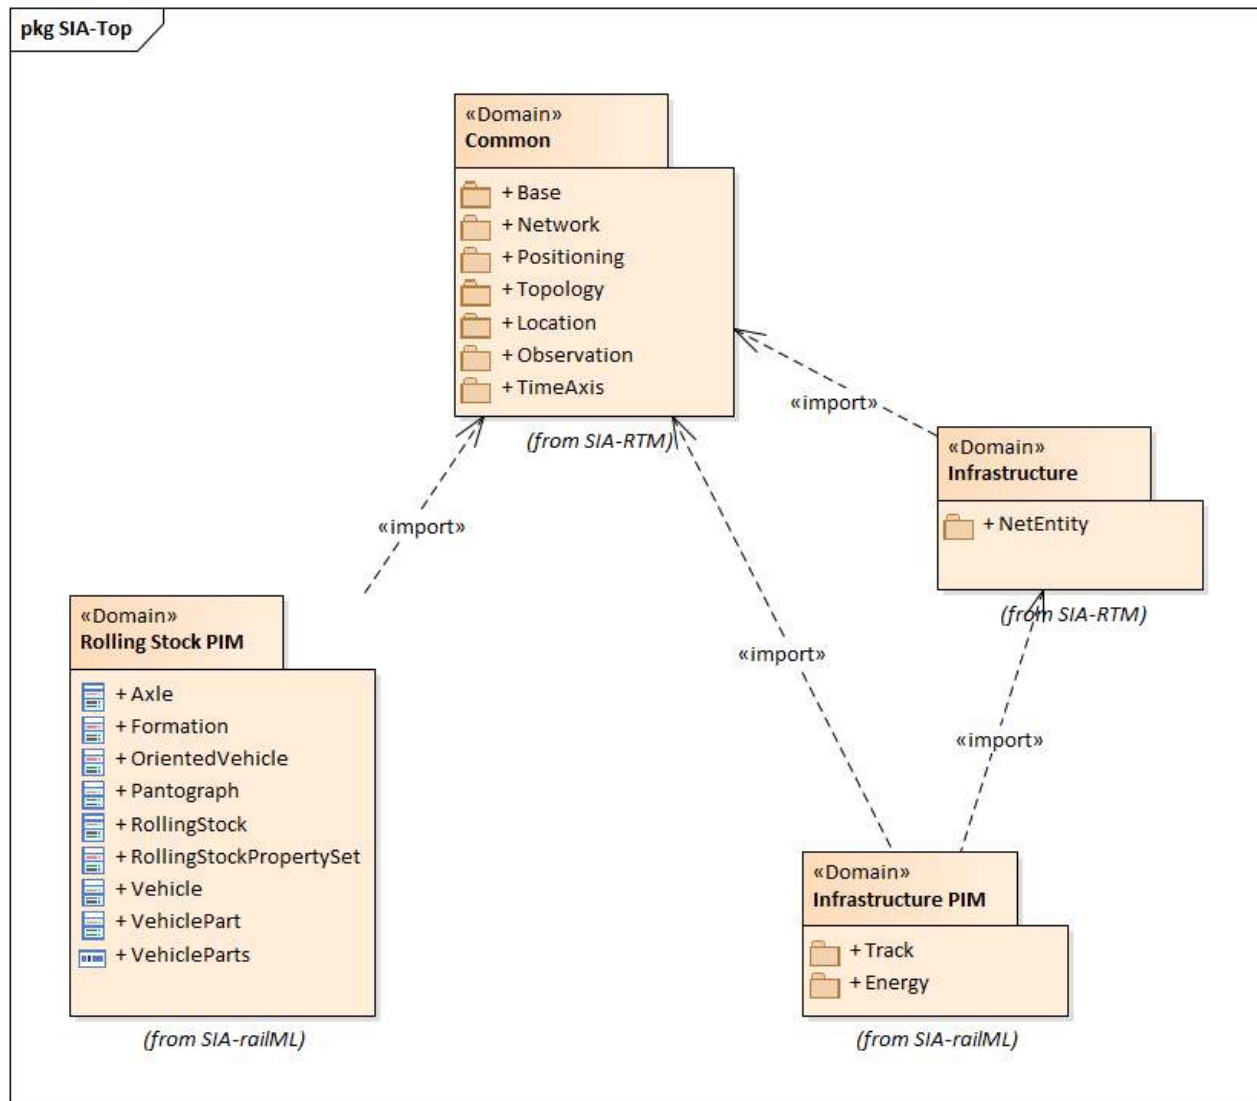 pkg SIA-Top
«Domain»
Common
+ Base
+ Network
+ Positioning
+ Topology
+ Location
+ Observation
+ TimeAxis
(from SIA-RTM)
«import»
«Domain»
Infrastructure
+ NetEntity
(from SIA-RTM)
«import»
«import»
«import»
«Domain»
Rolling Stock PIM
+ Axle
+ Formation
+ OrientedVehicle
+ Pantograph
+ RollingStock
+ RollingStockPropertySet
+ Vehicle
+ VehiclePart
+ VehicleParts
(from SIA-railML)
«Domain»
Infrastructure PIM
+ Track
+ Energy
(from SIA-railML)